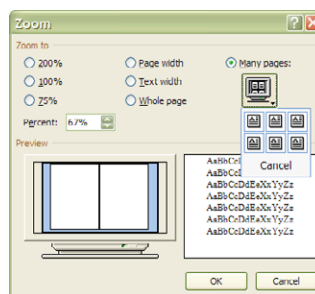 Zoom
Zoom to
200%
Page width
Many pages:
100%
Text width
75%
Whole page
Percent: 67%
Cancel
Preview
AaBbCcDdEeXxYyZz
AaBbCcDdEeXxYyZz
AaBbCcDdEeXxYyZz
AaBbCcDdEeXxYyZz
AaBbCcDdEeXxYyZz
AaBbCcDdEeXxYyZz
OK
Cancel